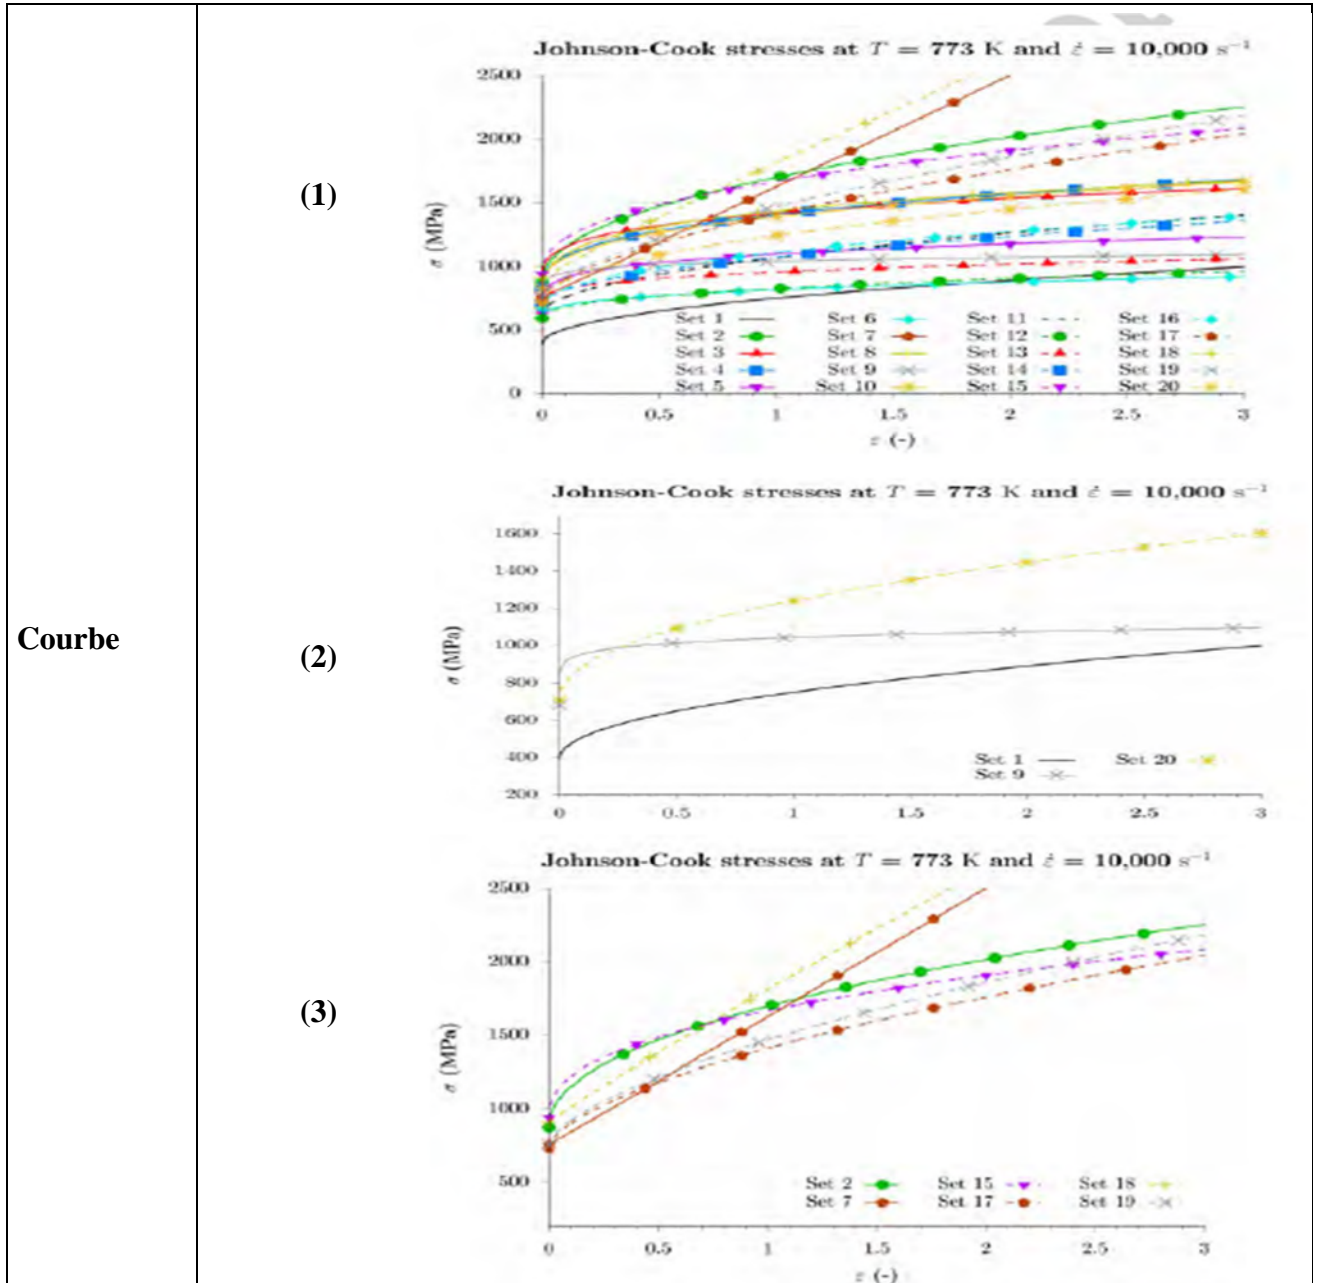 Courbe
(1)
Johnson-Cook stresses at T = 773 K and ε̇ = 10,000 s⁻¹
2500
2000
1500
1000
500
0
σ (MPa)
Set 1 Set 6 Set 11 Set 16
Set 2 Set 7 Set 12 Set 17
Set 3 Set 8 Set 13 Set 18
Set 4 Set 9 Set 14 Set 19
Set 5 Set 10 Set 15 Set 20
0 0.5 1 1.5 2 2.5 3
ε (-)
(2)
Johnson-Cook stresses at T = 773 K and ε̇ = 10,000 s⁻¹
1600
1400
1200
1000
800
600
400
200
σ (MPa)
Set 1 Set 20
Set 9
0 0.5 1 1.5 2 2.5 3
(3)
Johnson-Cook stresses at T = 773 K and ε̇ = 10,000 s⁻¹
2500
2000
1500
1000
500
σ (MPa)
Set 2 Set 15 Set 18
Set 7 Set 17 Set 19
0 0.5 1 1.5 2 2.5 3
ε (-)